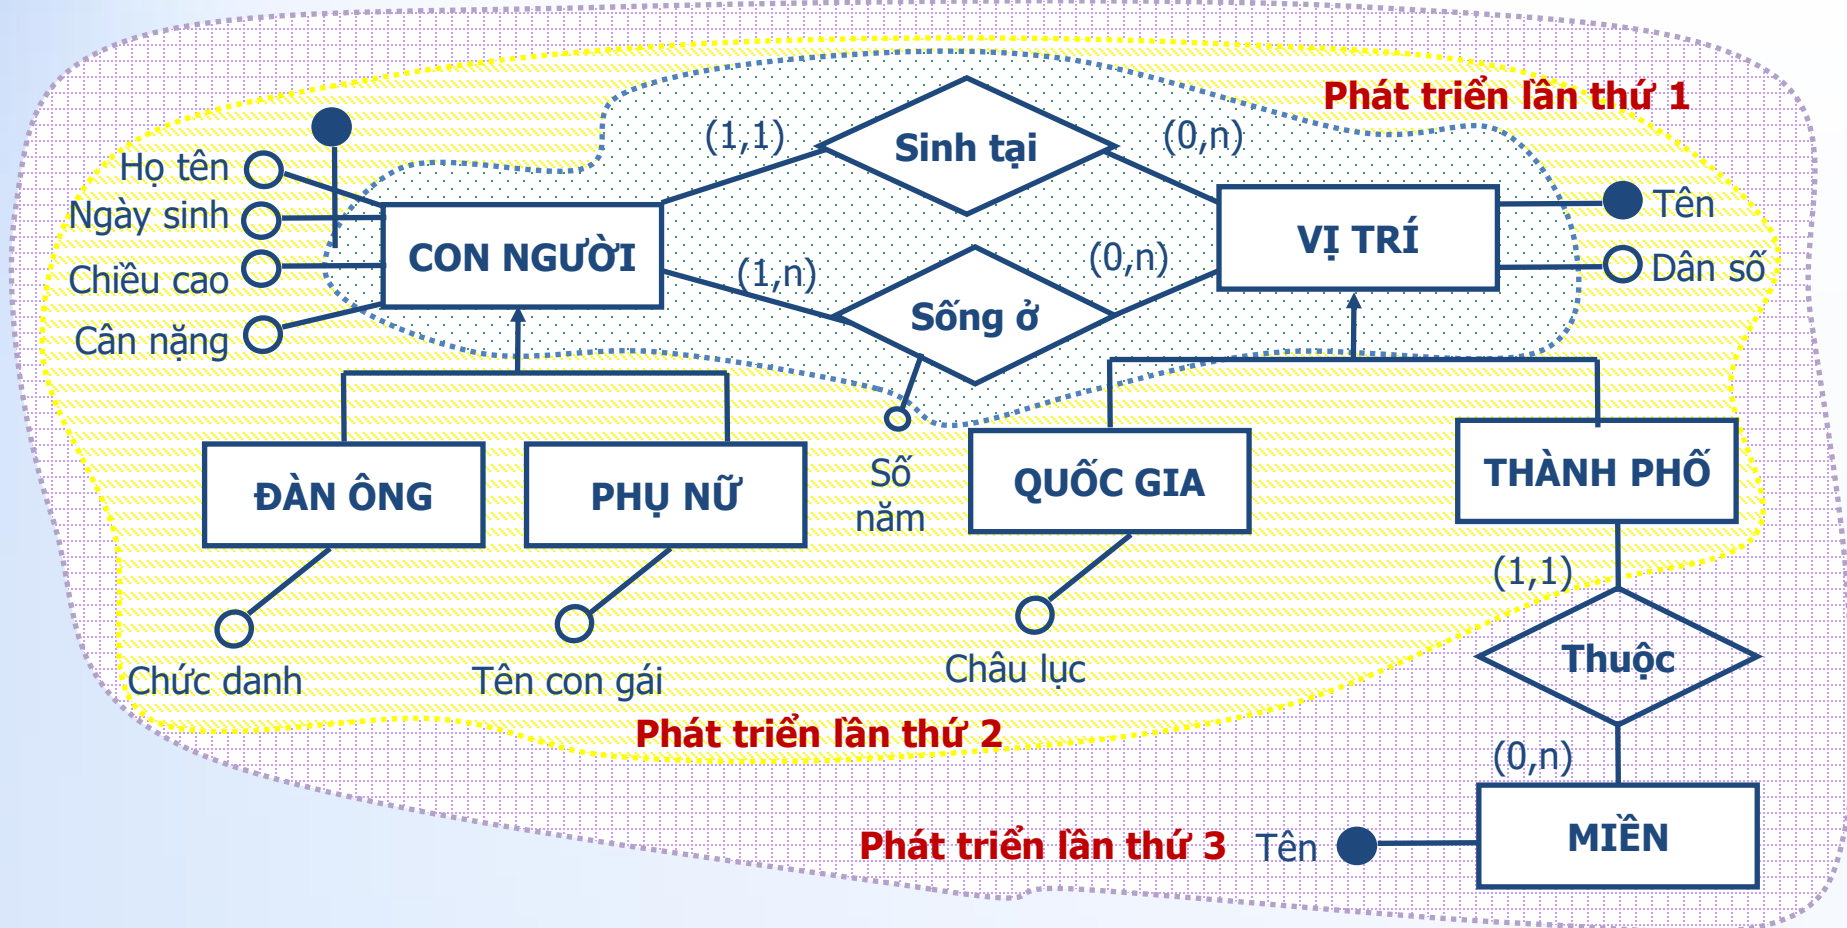 Phát triển lần thứ 1
(1,1)
Sinh tại
(0,n)
Họ tên
Ngày sinh
Chiều cao
Cân nặng
CON NGƯỜI
VỊ TRÍ
Tên
Dân số
(1,n)
(0,n)
Sống ở
Số
năm
ĐÀN ÔNG
PHỤ NỮ
QUỐC GIA
THÀNH PHỐ
(1,1)
Chức danh
Tên con gái
Châu lục
Thuộc
Phát triển lần thứ 2
(0,n)
Phát triển lần thứ 3
Tên
MIỀN